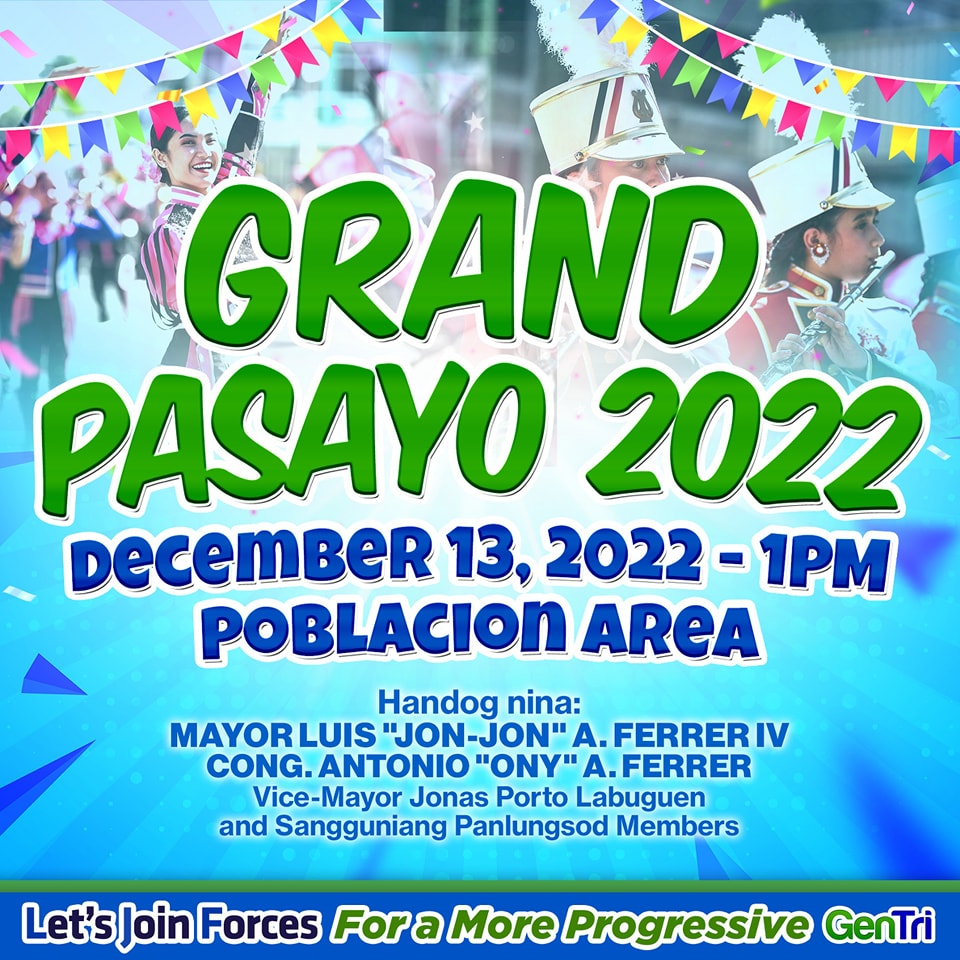 GRAND
PASAYO 2022
December 13, 2022 - 1PM
POBLACION AREA
Handog nina:
MAYOR LUIS "JON-JON" A. FERRER IV
CONG. ANTONIO "ONY" A. FERRER
Vice-Mayor Jonas Porto Labuguen
and Sangguniang Panlungsod Members
Let's Join Forces For a More Progressive GenTri